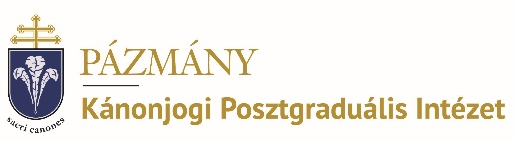 PÁZMÁNY
Kánonjogi Posztgraduális Intézet
sacri canones